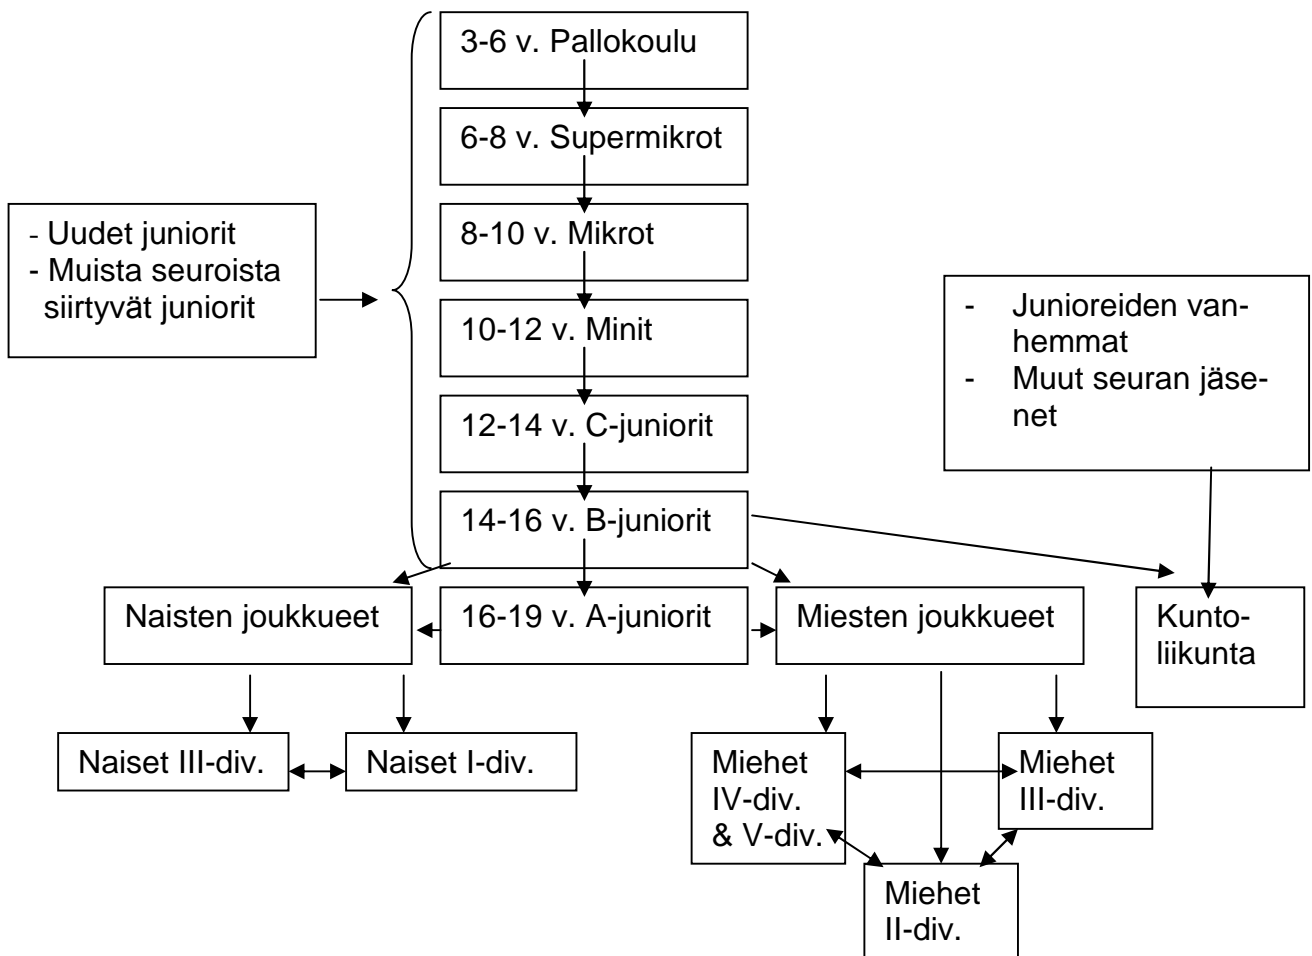 3-6 v. Pallokoulu
6-8 v. Supermikrot
- Uudet juniorit
- Muista seuroista
siirtyvät juniorit
8-10 v. Mikrot
10-12 v. Minit
- Junioreiden van-
hemmat
- Muut seuran jäse-
net
12-14 v. C-juniorit
14-16 v. B-juniorit
Naisten joukkueet
16-19 v. A-juniorit
Miesten joukkueet
Kunto-
liikunta
Naiset III-div.
Naiset I-div.
Miehet
IV-div.
& V-div.
Miehet
III-div.
Miehet
II-div.